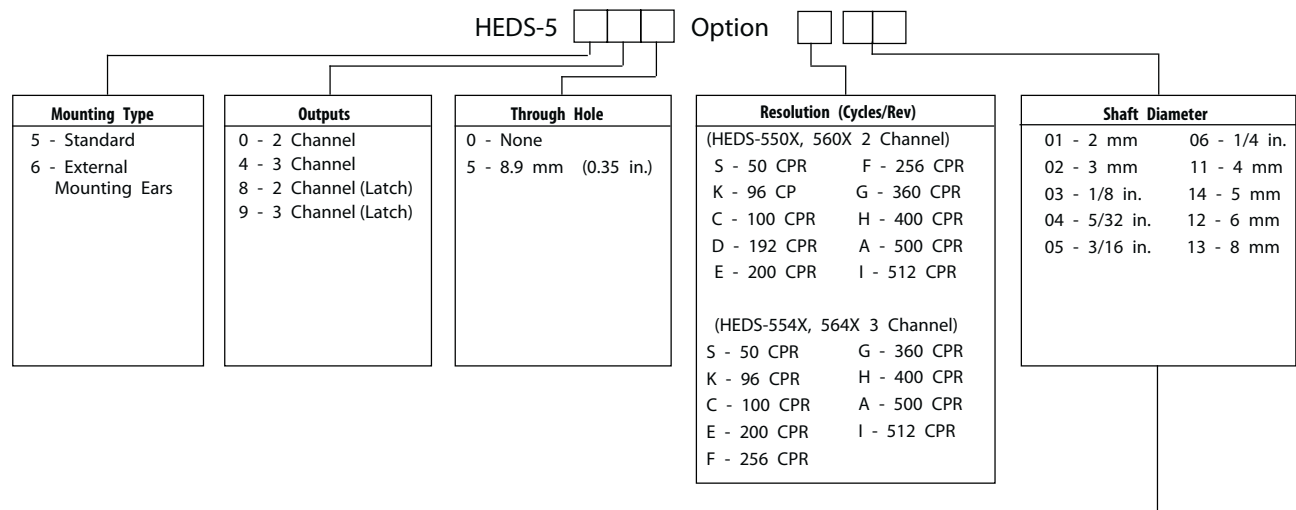 HEDS-5 Option
Mounting Type
5 - Standard
6 - External
Mounting Ears
Outputs
0 - 2 Channel
4 - 3 Channel
8 - 2 Channel (Latch)
9 - 3 Channel (Latch)
Through Hole
0 - None
5 - 8.9 mm (0.35 in.)
Resolution (Cycles/Rev)
(HEDS-550X, 560X 2 Channel)
S - 50 CPR F - 256 CPR
K - 96 CP G - 360 CPR
C - 100 CPR H - 400 CPR
D - 192 CPR A - 500 CPR
E - 200 CPR I - 512 CPR
(HEDS-554X, 564X 3 Channel)
S - 50 CPR G - 360 CPR
K - 96 CPR H - 400 CPR
C - 100 CPR A - 500 CPR
E - 200 CPR I - 512 CPR
F - 256 CPR
Shaft Diameter
01 - 2 mm 06 - 1/4 in.
02 - 3 mm 11 - 4 mm
03 - 1/8 in. 14 - 5 mm
04 - 5/32 in. 12 - 6 mm
05 - 3/16 in. 13 - 8 mm